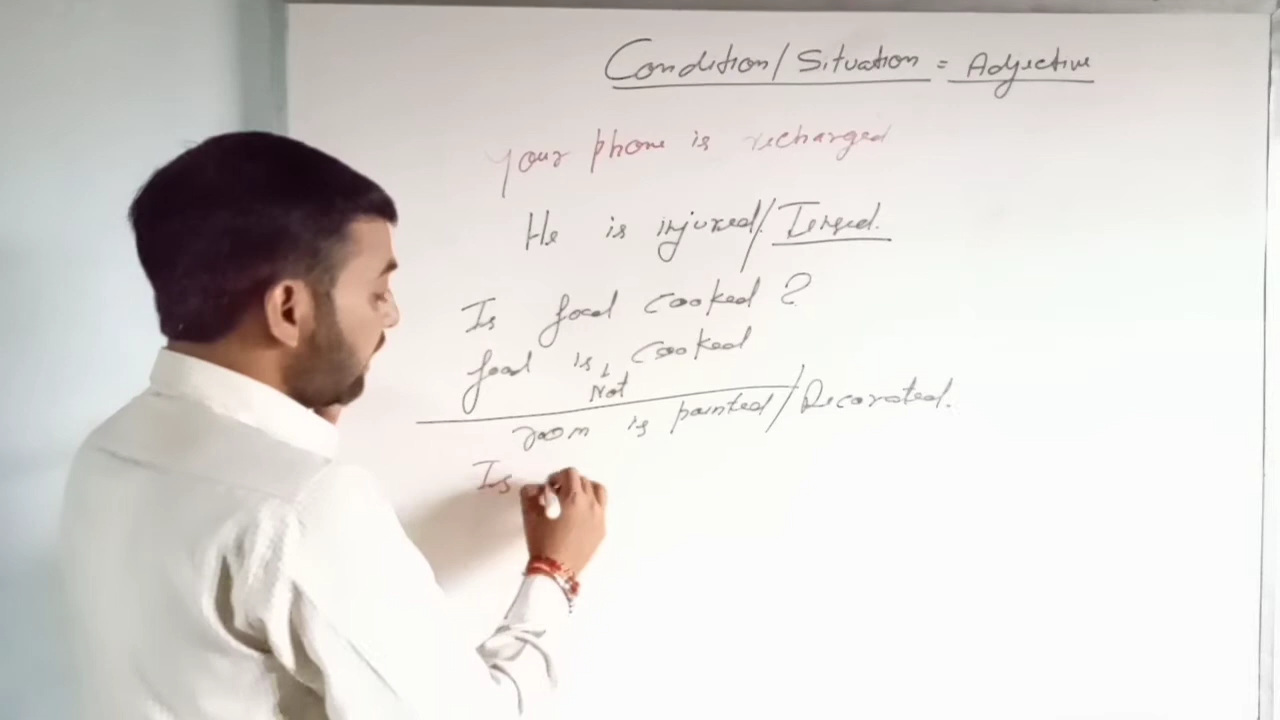 Condition/Situation = Adjective
your phone is recharged
He is injured/Tensed.
Is food cooked?
food is cooked
Not
room is painted/Decorated.
Is